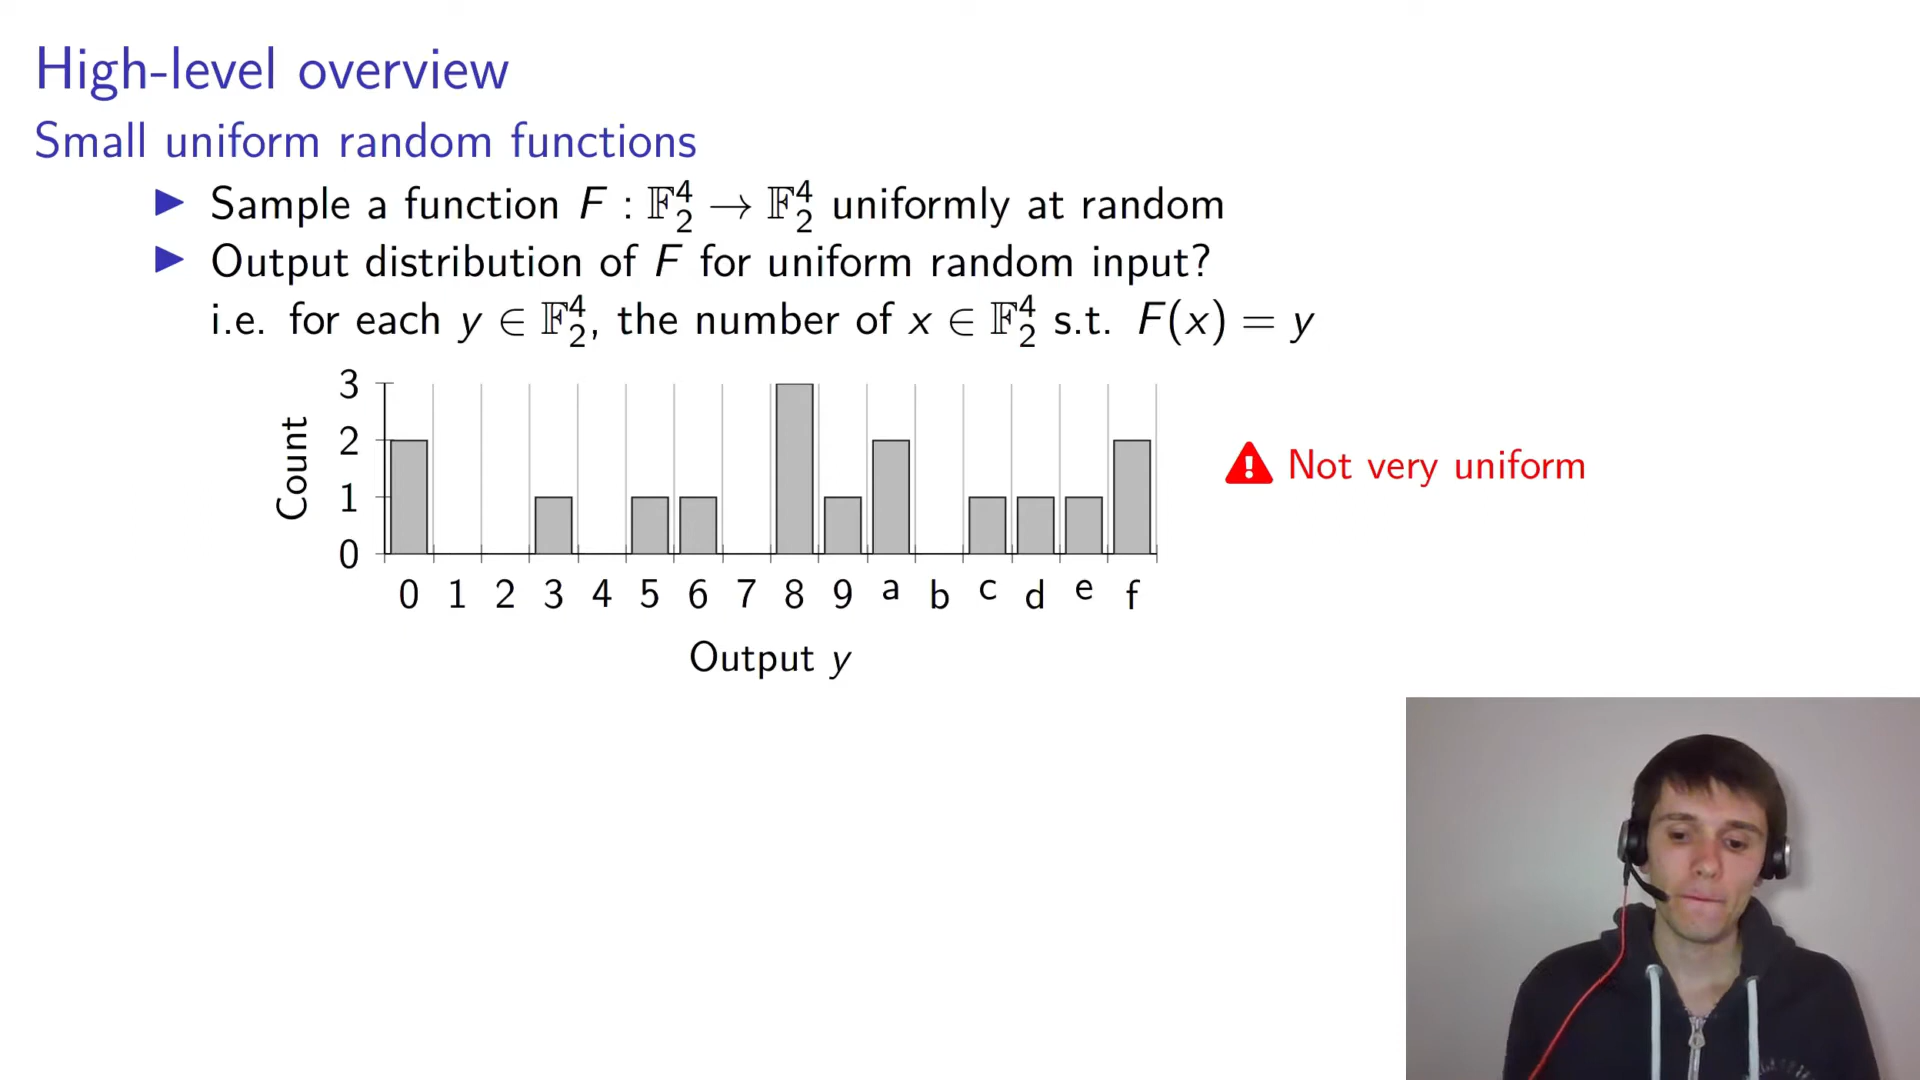 High-level overview
Small uniform random functions
▶ Sample a function F : 𝔽₂⁴ → 𝔽₂⁴ uniformly at random
▶ Output distribution of F for uniform random input?
i.e. for each y ∈ 𝔽₂⁴, the number of x ∈ 𝔽₂⁴ s.t. F(x) = y
3
2
1
0
Count
Not very uniform
0 1 2 3 4 5 6 7 8 9 a b c d e f
Output y